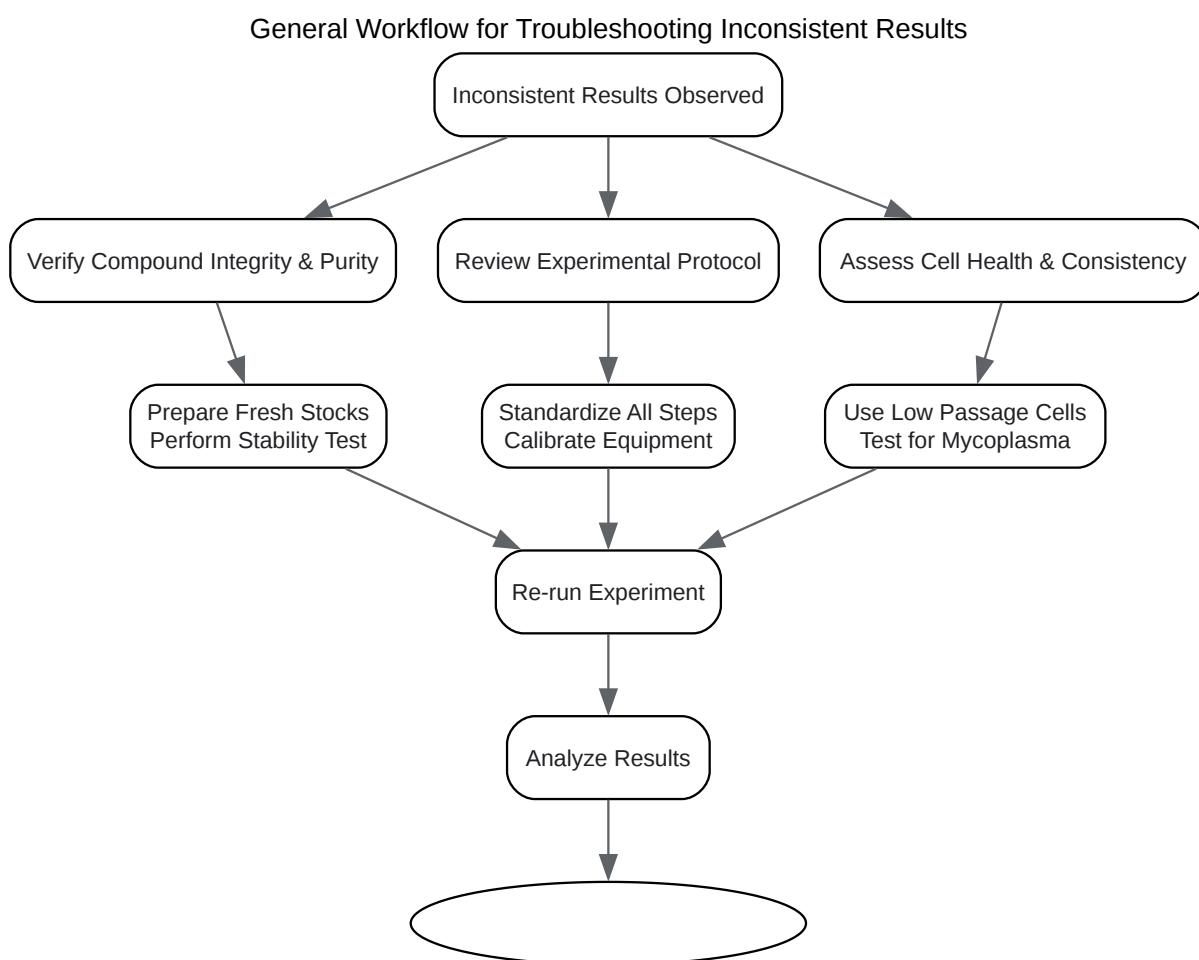 General Workflow for Troubleshooting Inconsistent Results
Inconsistent Results Observed
Verify Compound Integrity & Purity
Review Experimental Protocol
Assess Cell Health & Consistency
Prepare Fresh Stocks
Perform Stability Test
Standardize All Steps
Calibrate Equipment
Use Low Passage Cells
Test for Mycoplasma
Re-run Experiment
Analyze Results